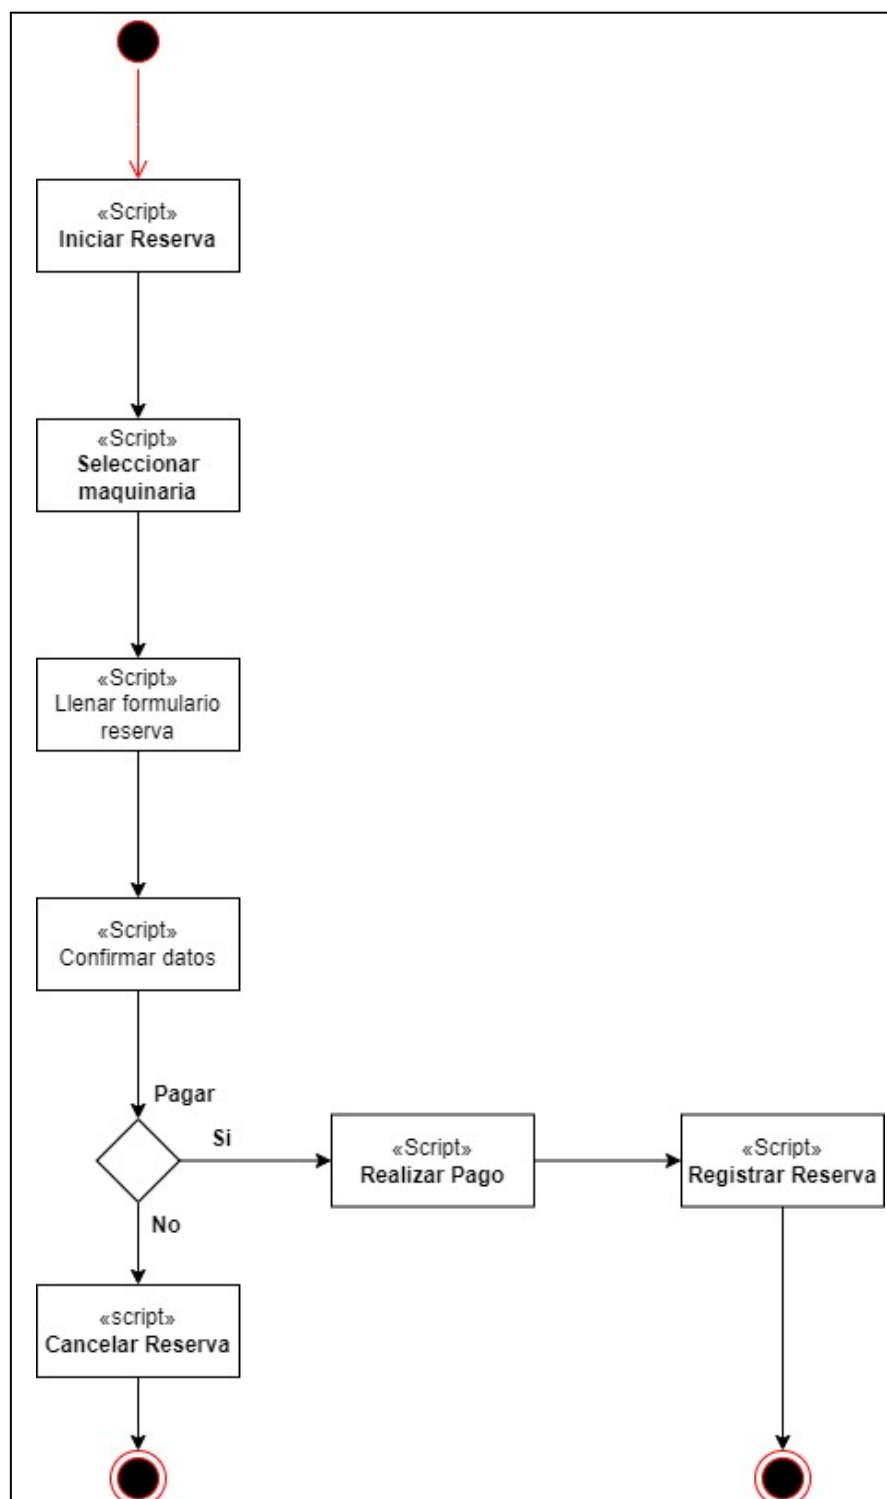 «Script»
Iniciar Reserva
«Script»
Seleccionar
maquinaria
«Script»
Llenar formulario
reserva
«Script»
Confirmar datos
Pagar
Si
«Script»
Realizar Pago
«Script»
Registrar Reserva
No
«script»
Cancelar Reserva